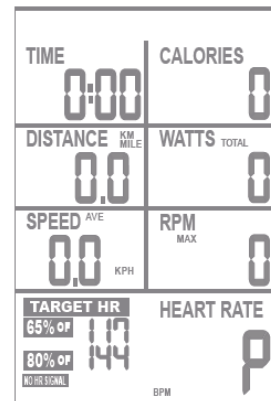 TIME
0:00
CALORIES
0
DISTANCE KM
MILE
0.0
WATTS TOTAL
0
SPEED AVE
0.0 KPH
RPM
MAX
0
TARGET HR
65% OF 117
80% OF 144
NO HR SIGNAL
HEART RATE
P
BPM